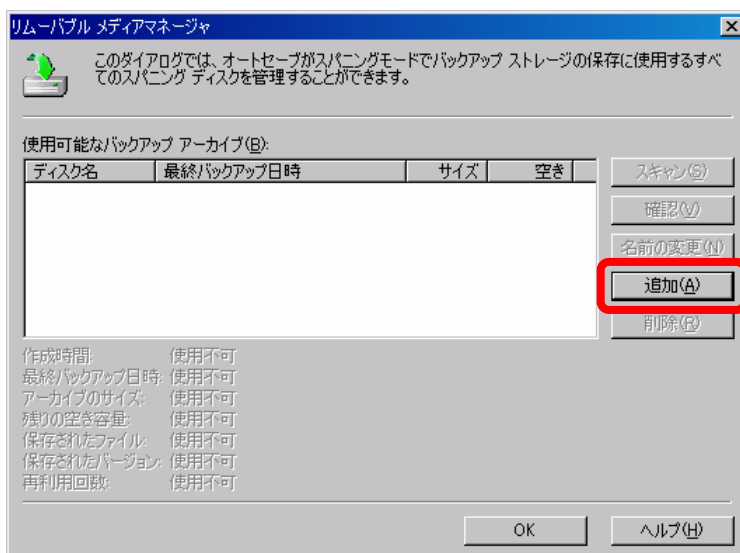 リムーバブル メディアマネージャ
このダイアログでは、オートセーブがスパニングモードでバックアップ ストレージの保存に使用するすべ
てのスパニング ディスクを管理することができます。
使用可能なバックアップ アーカイブ(B):
ディスク名 最終バックアップ日時 サイズ 空き
スキャン(S)
確認(V)
名前の変更(N)
追加(A)
削除(R)
作成時間: 使用不可
最終バックアップ日時: 使用不可
アーカイブのサイズ: 使用不可
残りの空き容量: 使用不可
保存されたファイル: 使用不可
保存されたバージョン: 使用不可
再利用回数: 使用不可
OK ヘルプ(H)